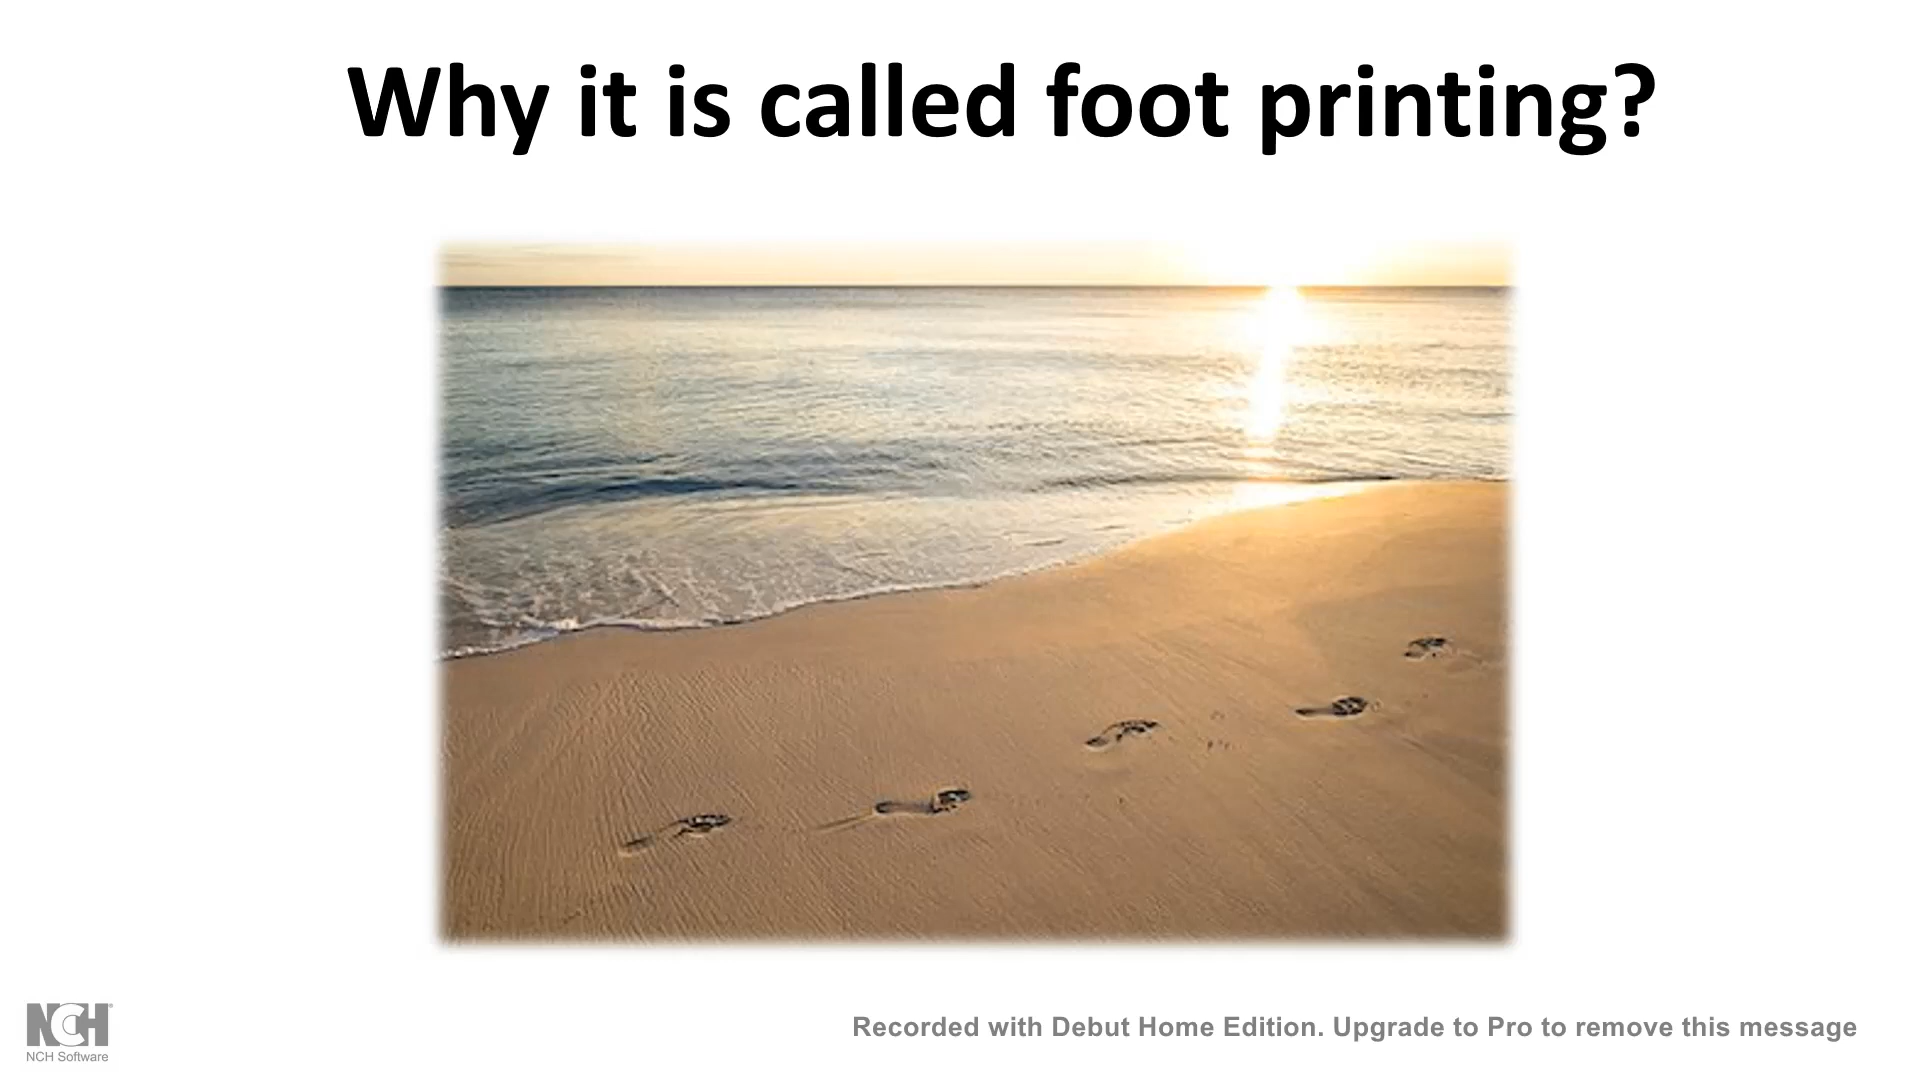 Why it is called foot printing?
NCH
NCH Software
Recorded with Debut Home Edition. Upgrade to Pro to remove this message